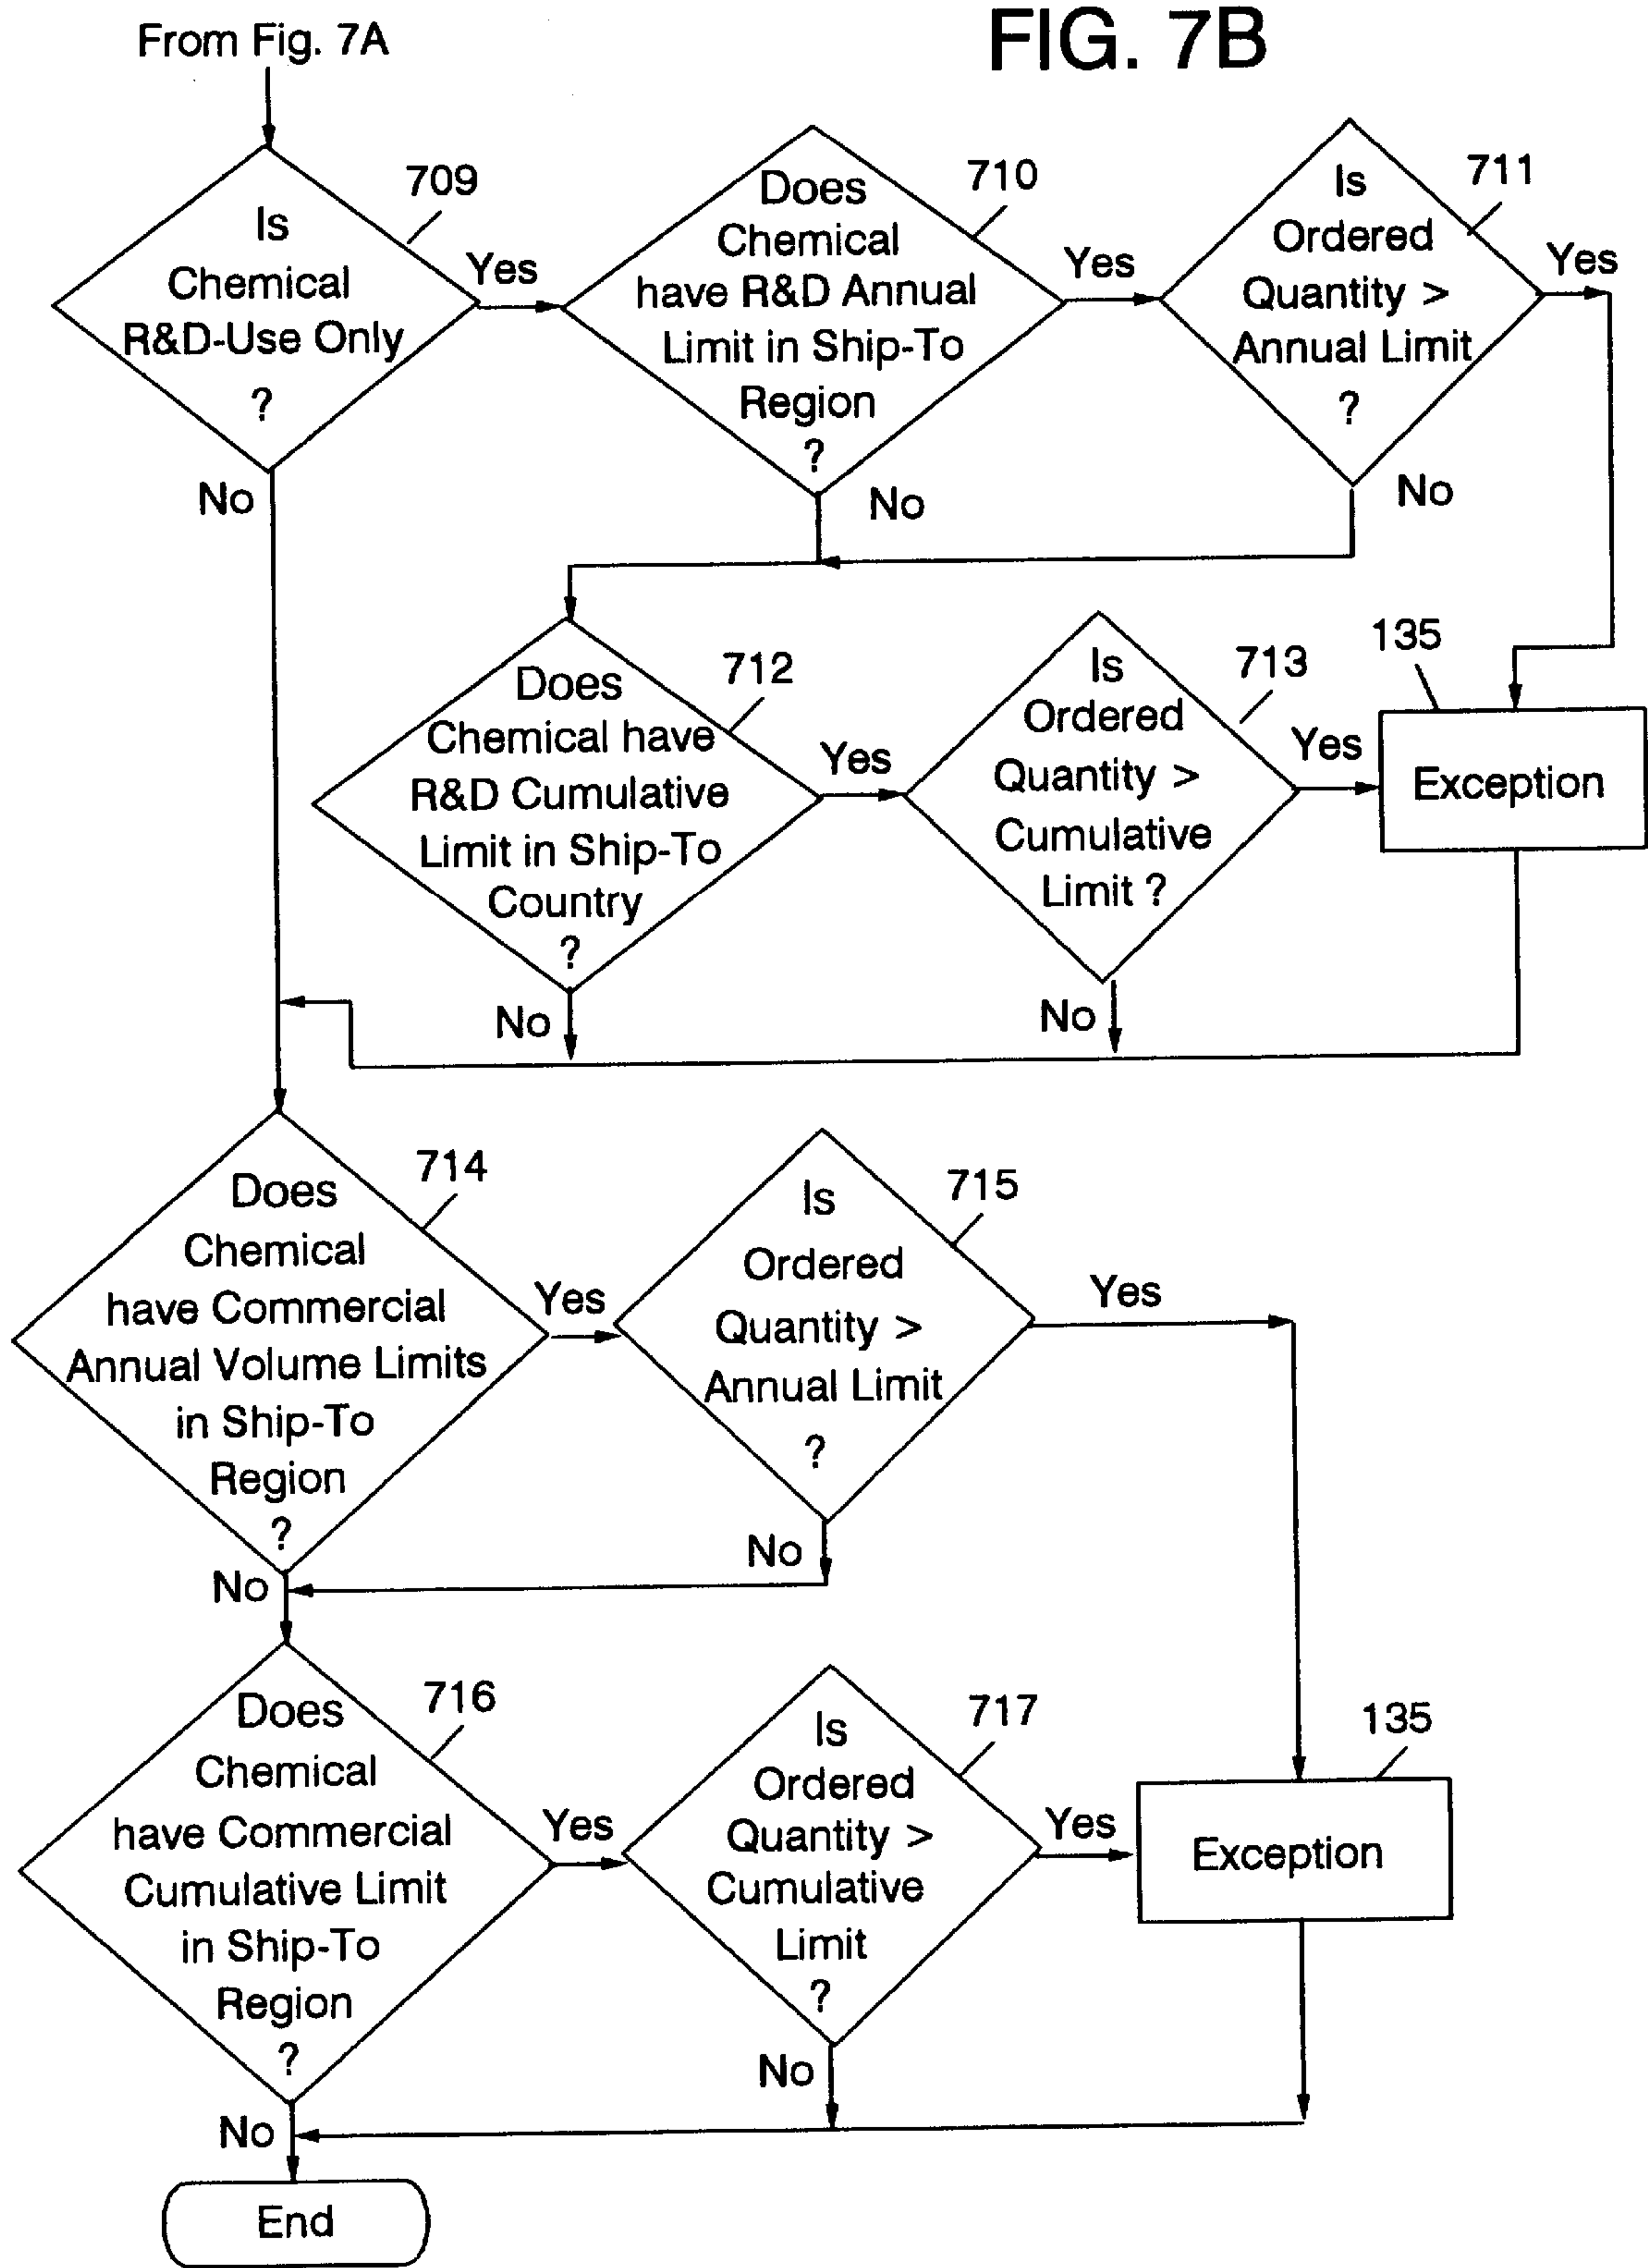 From Fig. 7A
FIG. 7B
709
Is
Chemical
R&D-Use Only
?
Yes
No
710
Does
Chemical
have R&D Annual
Limit in Ship-To
Region
?
Yes
No
711
Is
Ordered
Quantity >
Annual Limit
?
Yes
No
712
Does
Chemical have
R&D Cumulative
Limit in Ship-To
Country
?
Yes
No
713
Is
Ordered
Quantity >
Cumulative
Limit ?
Yes
No
135
Exception
714
Does
Chemical
have Commercial
Annual Volume Limits
in Ship-To
Region
?
Yes
No
715
Is
Ordered
Quantity >
Annual Limit
?
Yes
No
716
Does
Chemical
have Commercial
Cumulative Limit
in Ship-To
Region
?
Yes
No
717
Is
Ordered
Quantity >
Cumulative
Limit
?
Yes
No
135
Exception
End